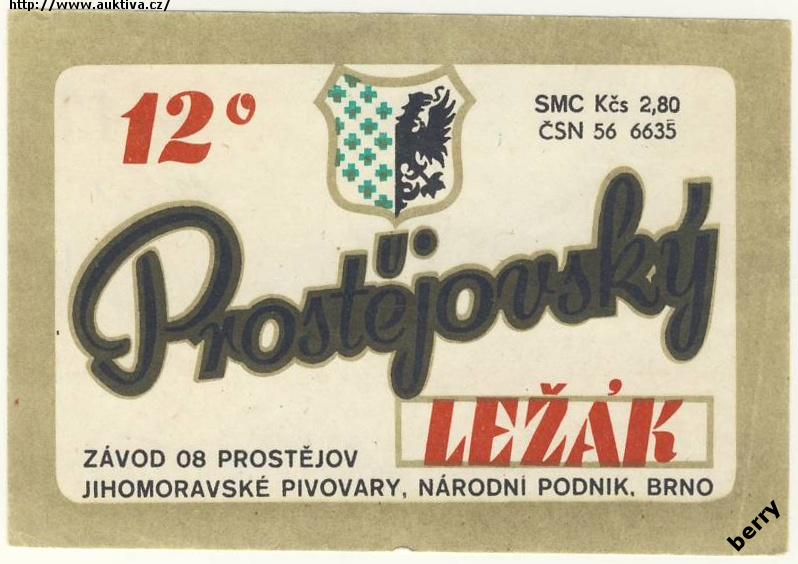 http://www.auktiva.cz/
12°
SMC Kčs 2,80
ČSN 56 6635
Prostějovský
LEŽÁK
ZÁVOD 08 PROSTĚJOV
JIHOMORAVSKÉ PIVOVARY, NÁRODNÍ PODNIK, BRNO
berry